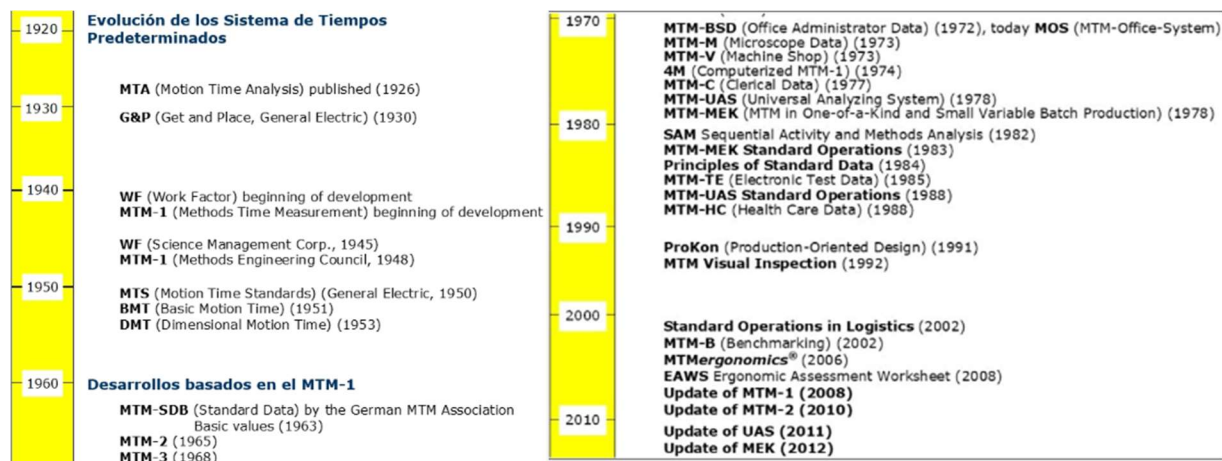 1920
Evolución de los Sistema de Tiempos
Predeterminados
MTA (Motion Time Analysis) published (1926)
1930
G&P (Get and Place, General Electric) (1930)
1940
WF (Work Factor) beginning of development
MTM-1 (Methods Time Measurement) beginning of development
WF (Science Management Corp., 1945)
MTM-1 (Methods Engineering Council, 1948)
1950
MTS (Motion Time Standards) (General Electric, 1950)
BMT (Basic Motion Time) (1951)
DMT (Dimensional Motion Time) (1953)
1960
Desarrollos basados en el MTM-1
MTM-SDB (Standard Data) by the German MTM Association
Basic values (1963)
MTM-2 (1965)
MTM-3 (1968)
1970
MTM-BSD (Office Administrator Data) (1972), today MOS (MTM-Office-System)
MTM-M (Microscope Data) (1973)
MTM-V (Machine Shop) (1973)
4M (Computerized MTM-1) (1974)
MTM-C (Clerical Data) (1977)
MTM-UAS (Universal Analyzing System) (1978)
MTM-MEK (MTM in One-of-a-Kind and Small Variable Batch Production) (1978)
1980
SAM Sequential Activity and Methods Analysis (1982)
MTM-MEK Standard Operations (1983)
Principles of Standard Data (1984)
MTM-TE (Electronic Test Data) (1985)
MTM-UAS Standard Operations (1988)
MTM-HC (Health Care Data) (1988)
1990
ProKon (Production-Oriented Design) (1991)
MTM Visual Inspection (1992)
2000
Standard Operations in Logistics (2002)
MTM-B (Benchmarking) (2002)
MTMergonomics® (2006)
EAWS Ergonomic Assessment Worksheet (2008)
Update of MTM-1 (2008)
Update of MTM-2 (2010)
2010
Update of UAS (2011)
Update of MEK (2012)